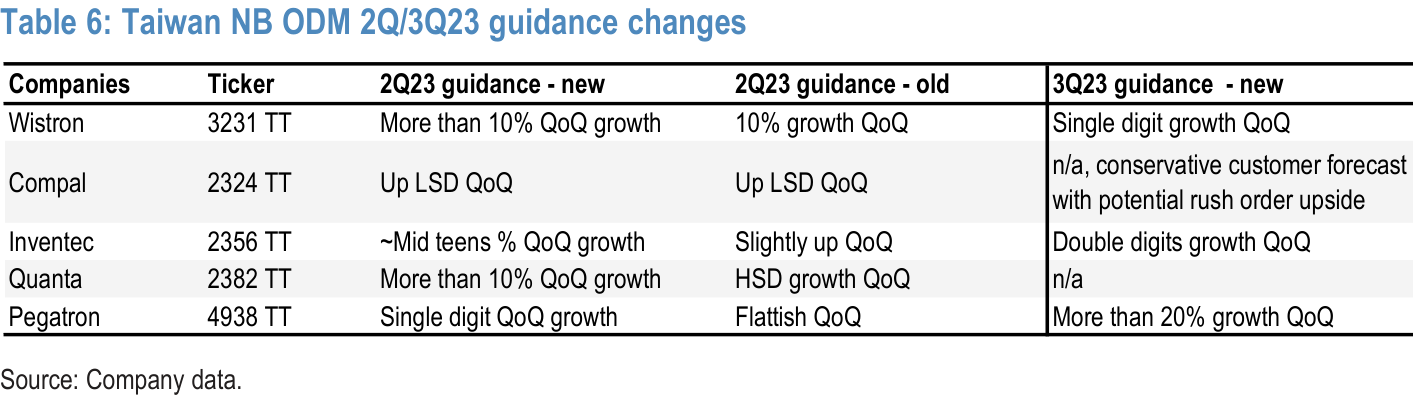 Table 6: Taiwan NB ODM 2Q/3Q23 guidance changes
Companies Ticker 2Q23 guidance - new 2Q23 guidance - old 3Q23 guidance - new
Wistron 3231 TT More than 10% QoQ growth 10% growth QoQ Single digit growth QoQ
Compal 2324 TT Up LSD QoQ Up LSD QoQ n/a, conservative customer forecast
with potential rush order upside
Inventec 2356 TT ~Mid teens % QoQ growth Slightly up QoQ Double digits growth QoQ
Quanta 2382 TT More than 10% QoQ growth HSD growth QoQ n/a
Pegatron 4938 TT Single digit QoQ growth Flattish QoQ More than 20% growth QoQ
Source: Company data.